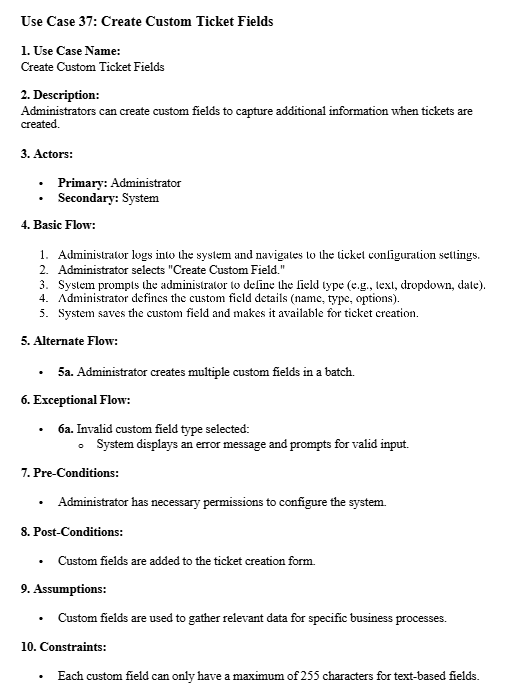 Use Case 37: Create Custom Ticket Fields
1. Use Case Name:
Create Custom Ticket Fields
2. Description:
Administrators can create custom fields to capture additional information when tickets are
created.
3. Actors:
• Primary: Administrator
• Secondary: System
4. Basic Flow:
1. Administrator logs into the system and navigates to the ticket configuration settings.
2. Administrator selects "Create Custom Field."
3. System prompts the administrator to define the field type (e.g., text, dropdown, date).
4. Administrator defines the custom field details (name, type, options).
5. System saves the custom field and makes it available for ticket creation.
5. Alternate Flow:
• 5a. Administrator creates multiple custom fields in a batch.
6. Exceptional Flow:
• 6a. Invalid custom field type selected:
o System displays an error message and prompts for valid input.
7. Pre-Conditions:
• Administrator has necessary permissions to configure the system.
8. Post-Conditions:
• Custom fields are added to the ticket creation form.
9. Assumptions:
• Custom fields are used to gather relevant data for specific business processes.
10. Constraints:
• Each custom field can only have a maximum of 255 characters for text-based fields.